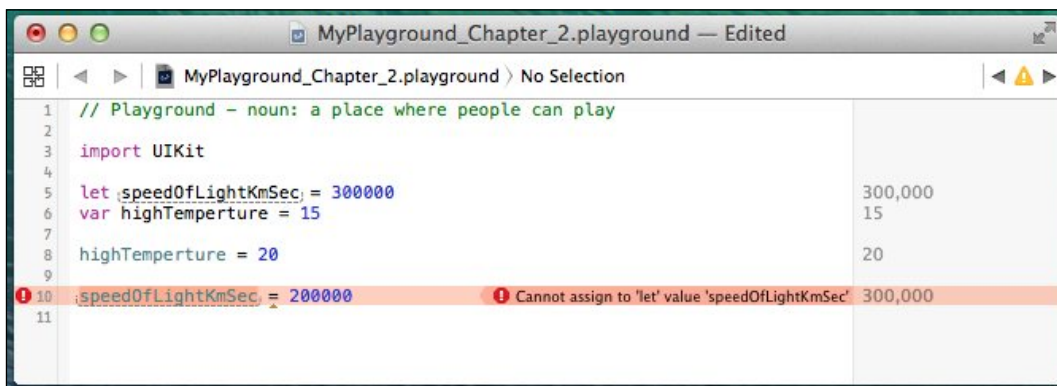 MyPlayground_Chapter_2.playground — Edited
MyPlayground_Chapter_2.playground 〉 No Selection
1 // Playground – noun: a place where people can play
2
3 import UIKit
4
5 let speedOfLightKmSec = 300000 300,000
6 var highTemperture = 15 15
7
8 highTemperture = 20 20
9
10 speedOfLightKmSec = 200000 Cannot assign to 'let' value 'speedOfLightKmSec' 300,000
11